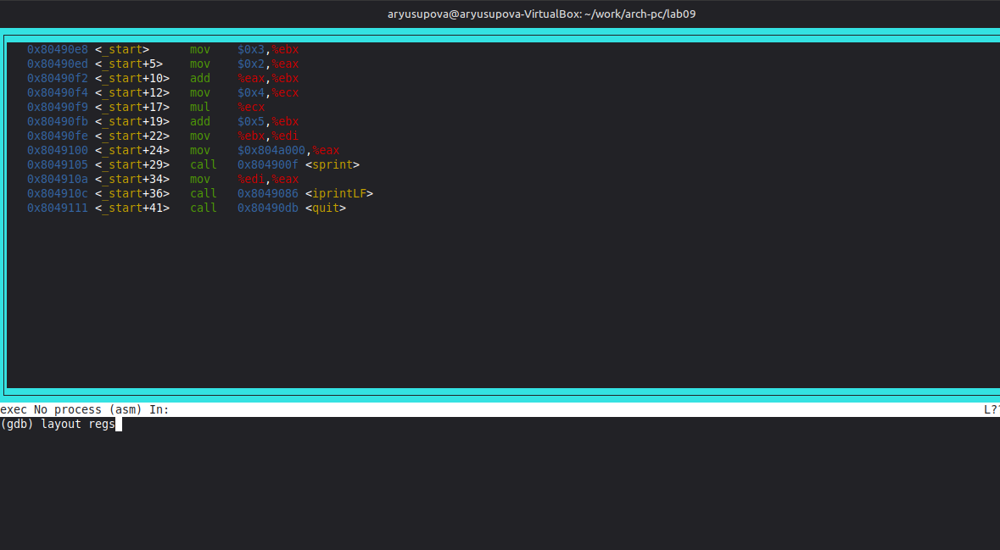 aryusupova@aryusupova-VirtualBox: ~/work/arch-pc/lab09
0x80490e8 <_start> mov $0x3,%ebx
0x80490ed <_start+5> mov $0x2,%eax
0x80490f2 <_start+10> add %eax,%ebx
0x80490f4 <_start+12> mov $0x4,%ecx
0x80490f9 <_start+17> mul %ecx
0x80490fb <_start+19> add $0x5,%ebx
0x80490fe <_start+22> mov %ebx,%edi
0x8049100 <_start+24> mov $0x804a000,%eax
0x8049105 <_start+29> call 0x804900f <sprint>
0x804910a <_start+34> mov %edi,%eax
0x804910c <_start+36> call 0x8049086 <iprintLF>
0x8049111 <_start+41> call 0x80490db <quit>
exec No process (asm) In: L?
(gdb) layout regs